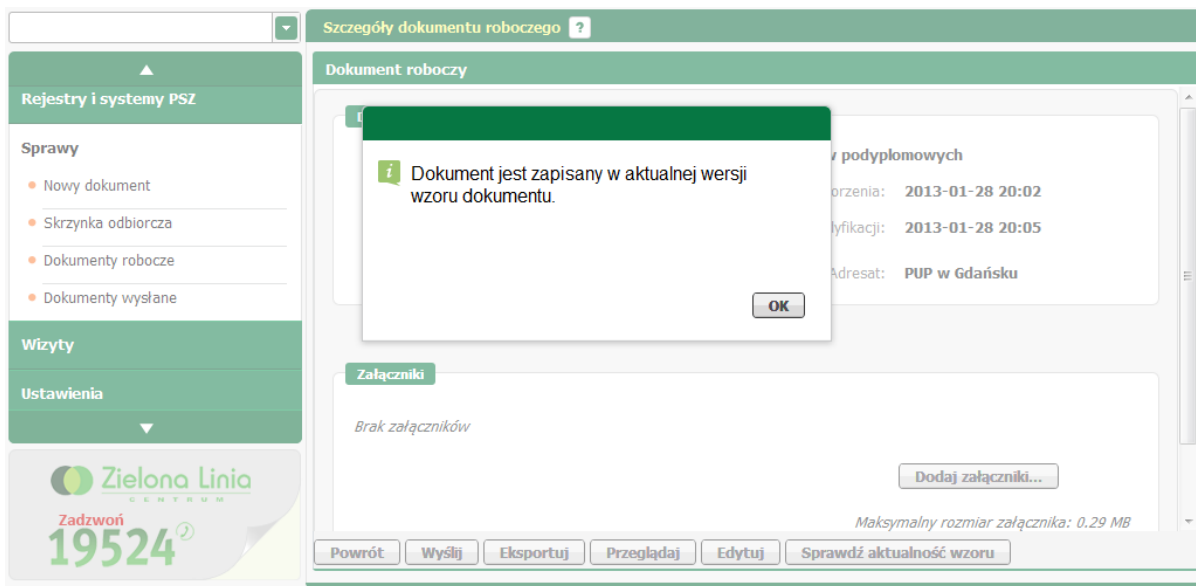 Szczegóły dokumentu roboczego ?
Rejestry i systemy PSZ
Sprawy
Nowy dokument
Skrzynka odbiorcza
Dokumenty robocze
Dokumenty wysłane
Wizyty
Ustawienia
Zielona Linia
CENTRUM
Zadzwoń
19524
Dokument roboczy
Dokument jest zapisany w aktualnej wersji
wzoru dokumentu.
OK
podyplomowych
2013-01-28 20:02
2013-01-28 20:05
Adresat: PUP w Gdańsku
Załączniki
Brak załączników
Dodaj załączniki...
Maksymalny rozmiar załącznika: 0.29 MB
Powrót Wyślij Eksportuj Przeglądaj Edytuj Sprawdź aktualność wzoru